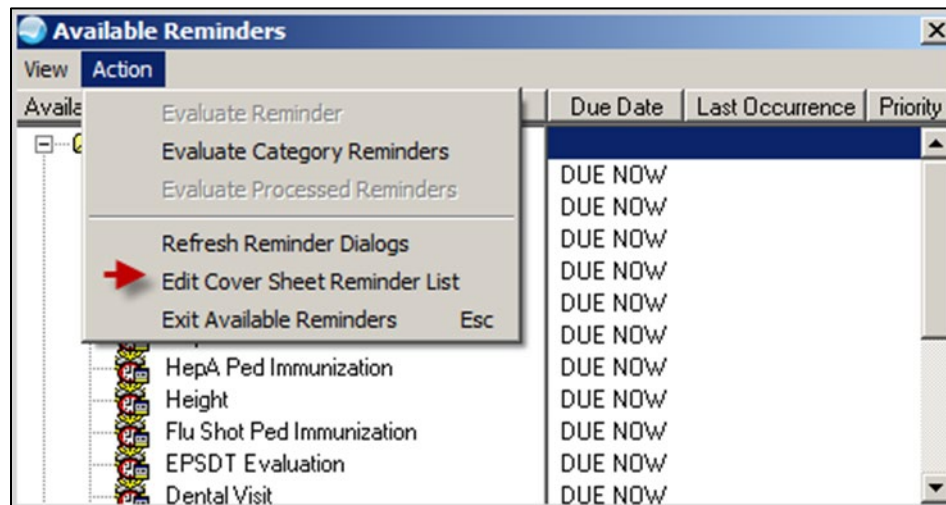 Available Reminders
View Action
Availa Due Date Last Occurrence Priority
Evaluate Reminder
Evaluate Category Reminders
Evaluate Processed Reminders
Refresh Reminder Dialogs
Edit Cover Sheet Reminder List
Exit Available Reminders Esc
DUE NOW
DUE NOW
DUE NOW
DUE NOW
DUE NOW
DUE NOW
HepA Ped Immunization DUE NOW
Height DUE NOW
Flu Shot Ped Immunization DUE NOW
EPSDT Evaluation DUE NOW
Dental Visit DUE NOW